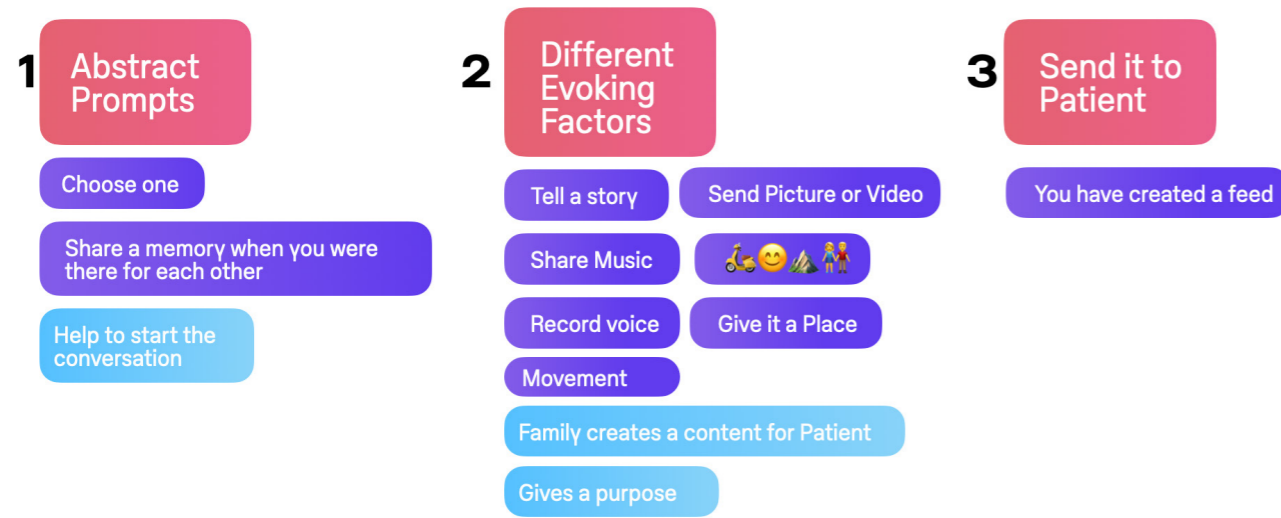 1
Abstract
Prompts
Choose one
Share a memory when you were
there for each other
Help to start the
conversation
2
Different
Evoking
Factors
Tell a story
Send Picture or Video
Share Music
🛵😊⛰️👫
Record voice
Give it a Place
Movement
Family creates a content for Patient
Gives a purpose
3
Send it to
Patient
You have created a feed